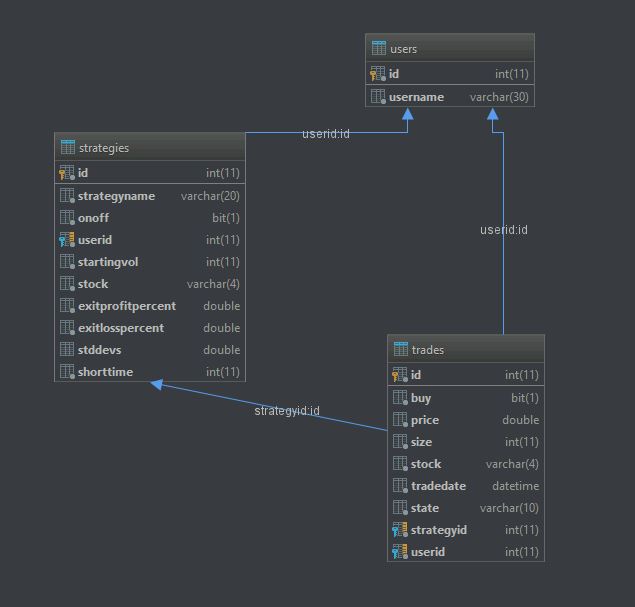 users
id int(11)
username varchar(30)
userid:id
strategies
id int(11)
strategyname varchar(20)
onoff bit(1)
userid int(11)
startingvol int(11)
stock varchar(4)
exitprofitpercent double
exitlosspercent double
stddevs double
shorttime int(11)
userid:id
strategyid:id
trades
id int(11)
buy bit(1)
price double
size int(11)
stock varchar(4)
tradedate datetime
state varchar(10)
strategyid int(11)
userid int(11)